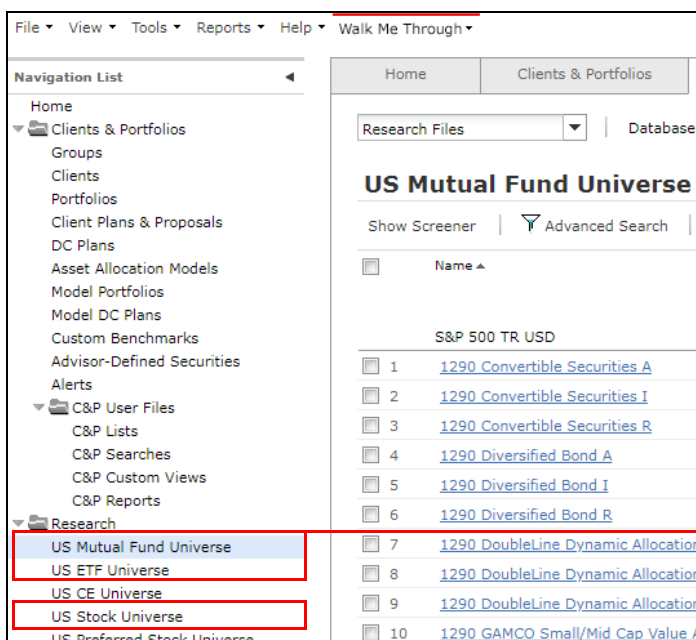 File View Tools Reports Help Walk Me Through
Navigation List
Home
Clients & Portfolios
Groups
Clients
Portfolios
Client Plans & Proposals
DC Plans
Asset Allocation Models
Model Portfolios
Model DC Plans
Custom Benchmarks
Advisor-Defined Securities
Alerts
C&P User Files
C&P Lists
C&P Searches
C&P Custom Views
C&P Reports
Research
US Mutual Fund Universe
US ETF Universe
US CE Universe
US Stock Universe
US Preferred Stock Universe
Home Clients & Portfolios
Research Files Database
US Mutual Fund Universe
Show Screener Advanced Search
Name
S&P 500 TR USD
1 1290 Convertible Securities A
2 1290 Convertible Securities I
3 1290 Convertible Securities R
4 1290 Diversified Bond A
5 1290 Diversified Bond I
6 1290 Diversified Bond R
7 1290 DoubleLine Dynamic Allocation
8 1290 DoubleLine Dynamic Allocation
9 1290 DoubleLine Dynamic Allocation
10 1290 GAMCO Small/Mid Cap Value A